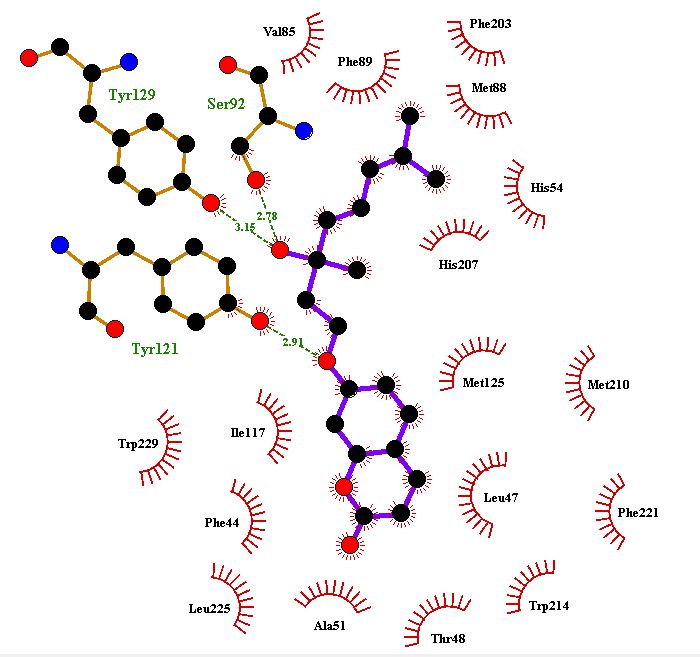 Phe203
Val85
Phe89
Met88
Tyr129
Ser92
His54
2.78
3.15
His207
Tyr121
2.91
Met125
Met210
Ile117
Trp229
Leu47
Phe44
Phe221
Leu225
Trp214
Ala51
Thr48